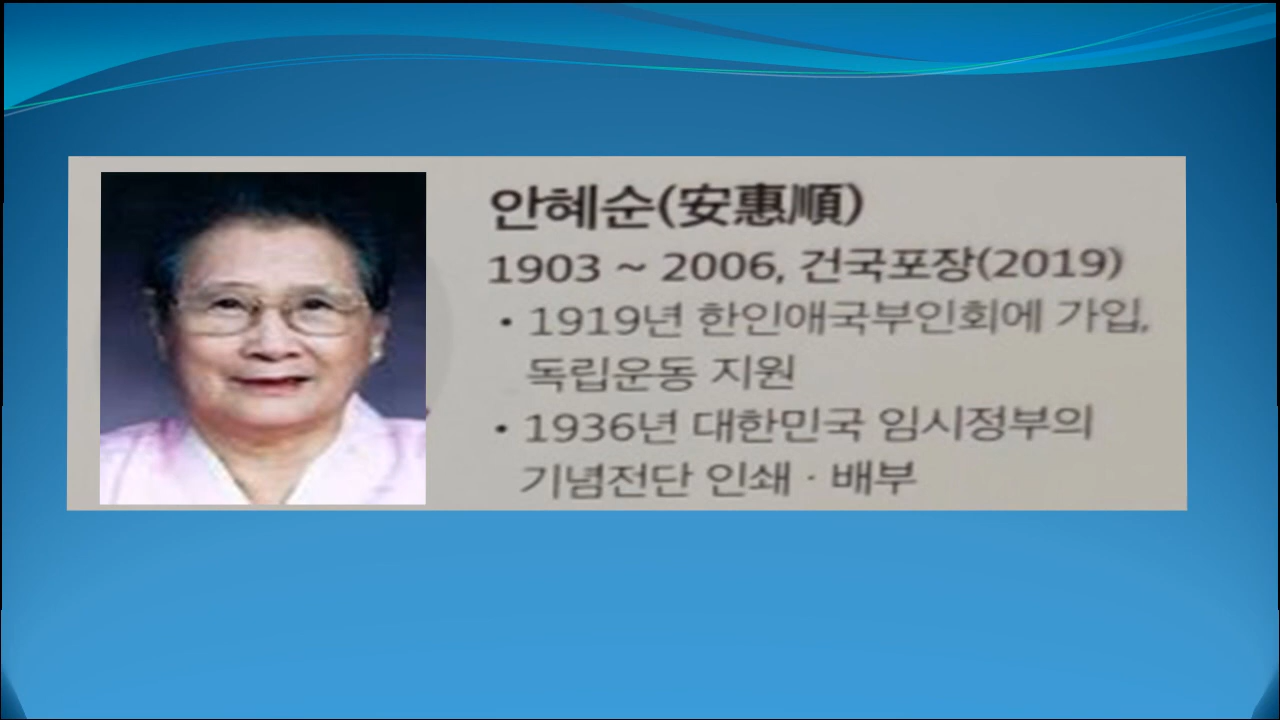 안혜순(安惠順)
1903 ~ 2006, 건국포장(2019)
• 1919년 한인애국부인회에 가입,
독립운동 지원
• 1936년 대한민국 임시정부의
기념전단 인쇄 · 배부